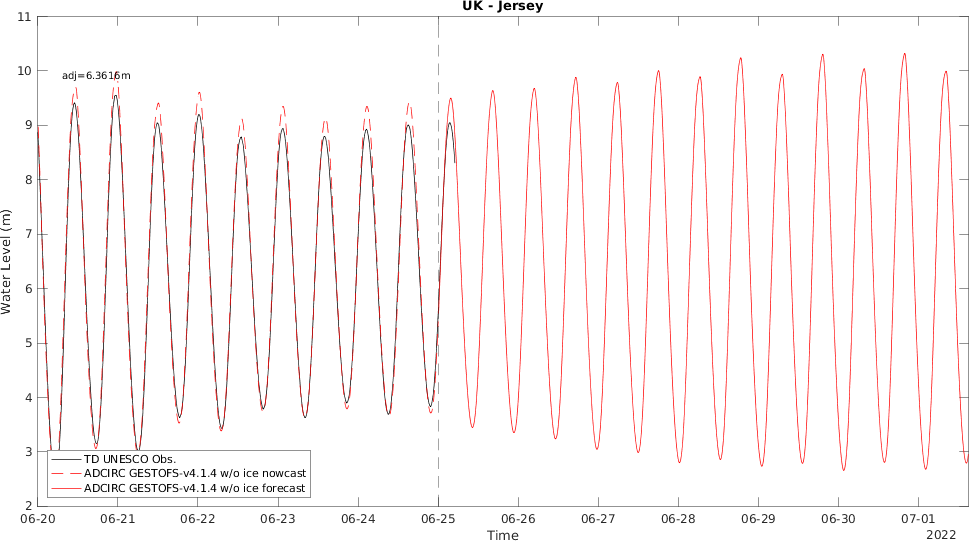 UK - Jersey
11
10
9
8
7
6
5
4
3
2
Water Level (m)
adj=6.3616m
TD UNESCO Obs.
ADCIRC GESTOFS-v4.1.4 w/o ice nowcast
ADCIRC GESTOFS-v4.1.4 w/o ice forecast
06-20 06-21 06-22 06-23 06-24 06-25 06-26 06-27 06-28 06-29 06-30 07-01
Time
2022